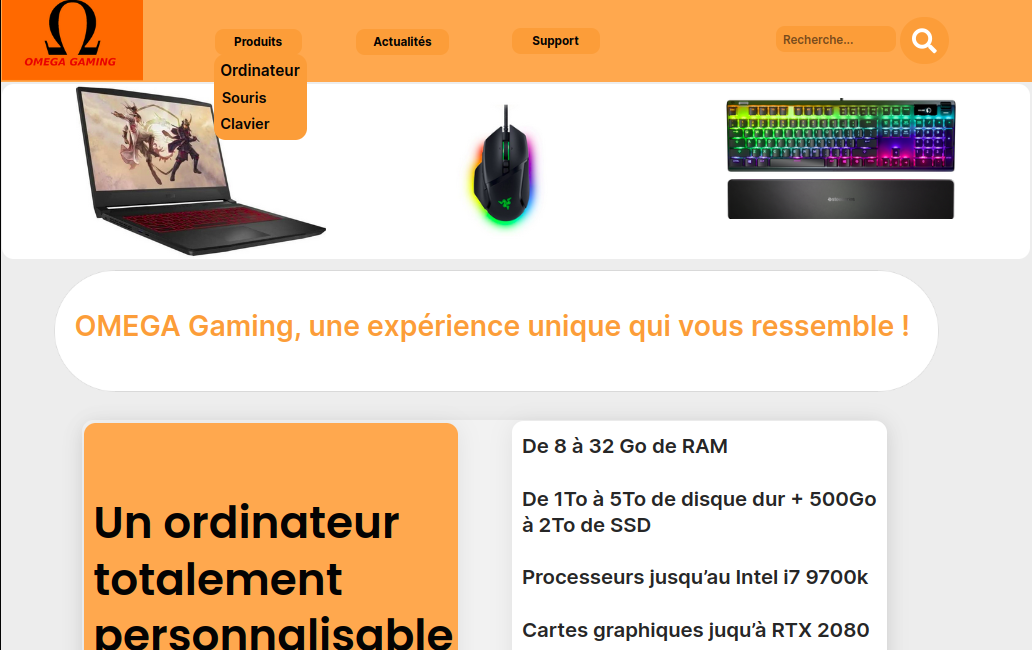 Ω
OMEGA GAMING
Produits
Actualités
Support
Recherche...
Ordinateur
Souris
Clavier
OMEGA Gaming, une expérience unique qui vous ressemble !
Un ordinateur
totalement
personnalisable
De 8 à 32 Go de RAM
De 1To à 5To de disque dur + 500Go
à 2To de SSD
Processeurs jusqu’au Intel i7 9700k
Cartes graphiques juqu’à RTX 2080